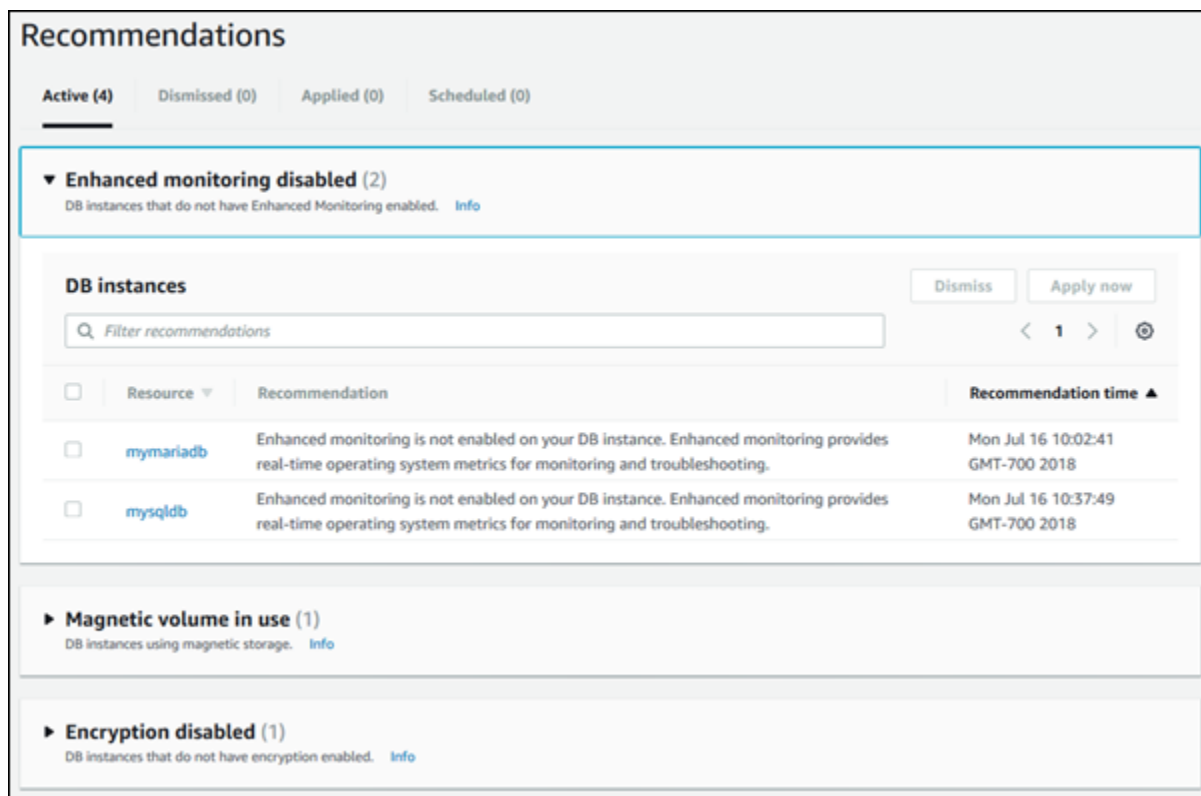 Recommendations
Active (4) Dismissed (0) Applied (0) Scheduled (0)
Enhanced monitoring disabled (2)
DB instances that do not have Enhanced Monitoring enabled. Info
DB instances
Dismiss Apply now
Filter recommendations
1
Resource Recommendation Recommendation time
mymariadb
Enhanced monitoring is not enabled on your DB instance. Enhanced monitoring provides
real-time operating system metrics for monitoring and troubleshooting.
Mon Jul 16 10:02:41
GMT-700 2018
mysqldb
Enhanced monitoring is not enabled on your DB instance. Enhanced monitoring provides
real-time operating system metrics for monitoring and troubleshooting.
Mon Jul 16 10:37:49
GMT-700 2018
Magnetic volume in use (1)
DB instances using magnetic storage. Info
Encryption disabled (1)
DB instances that do not have encryption enabled. Info